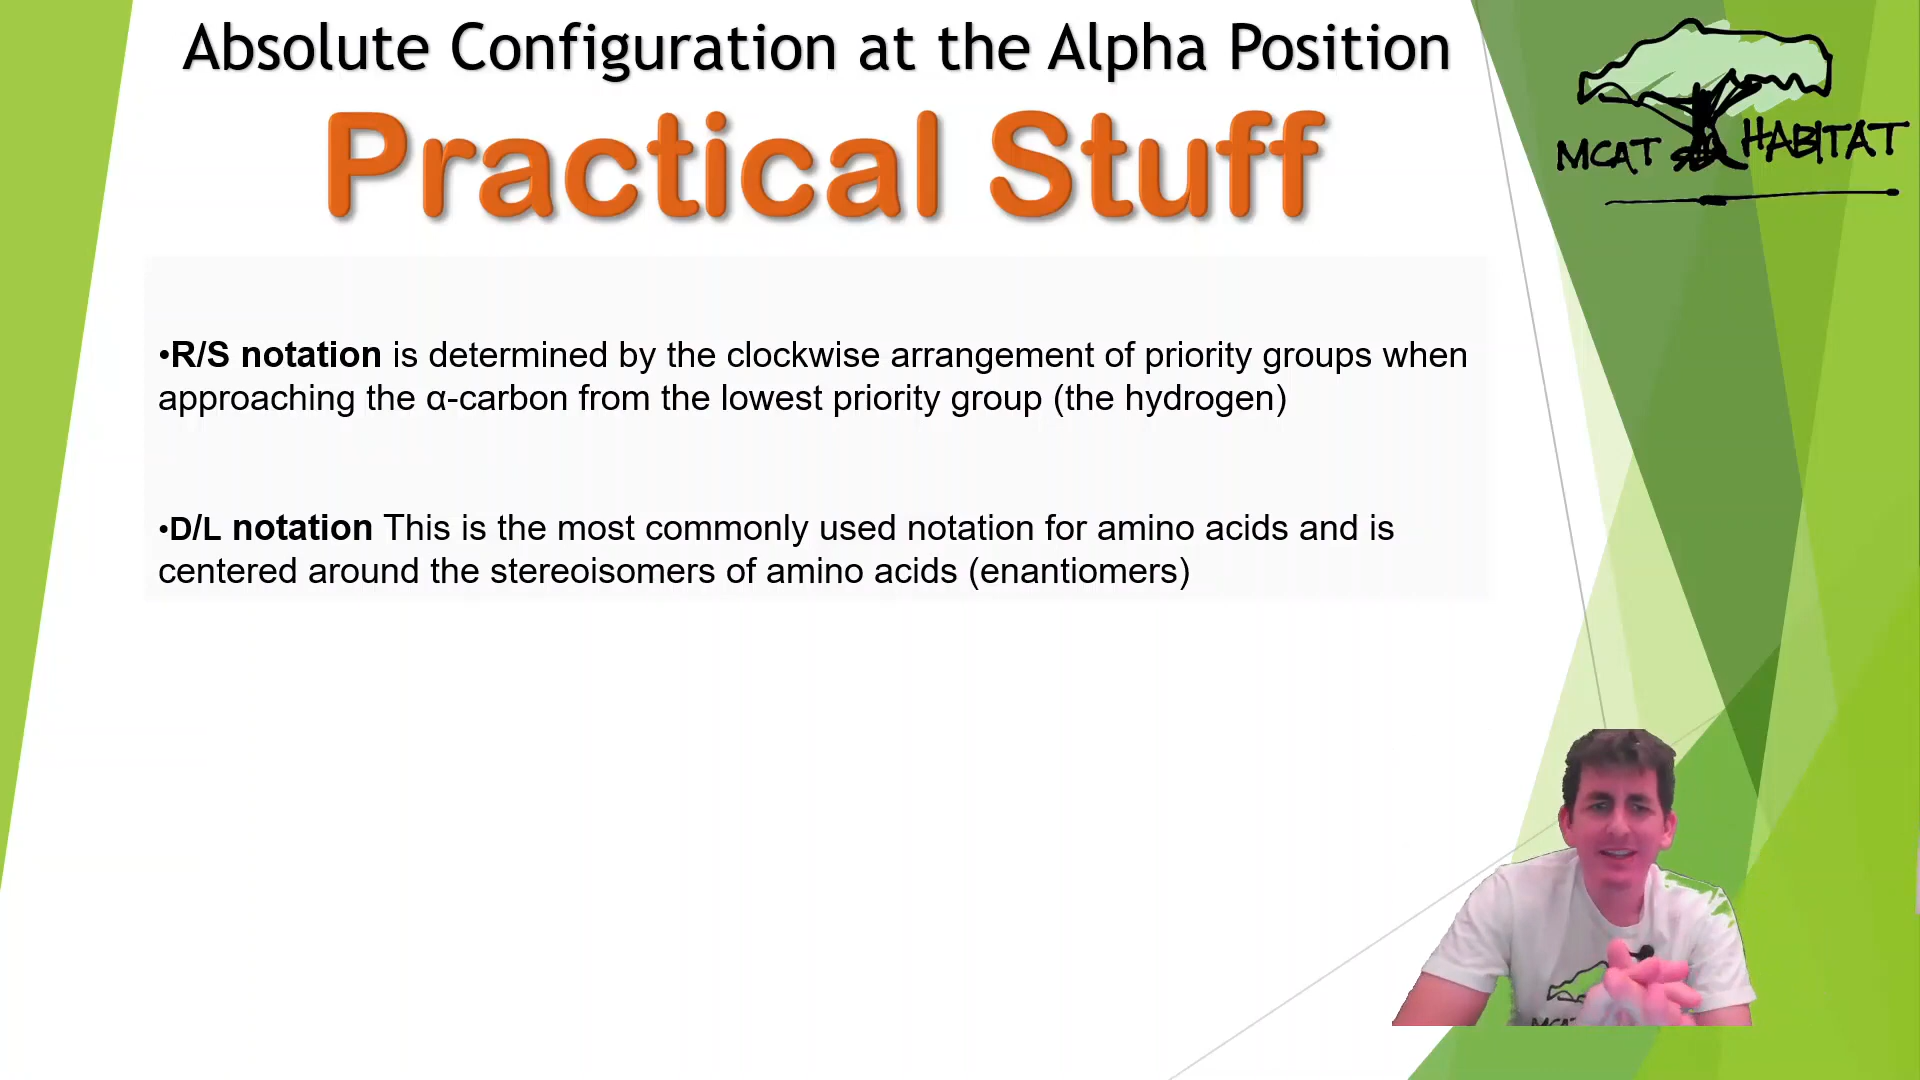 Absolute Configuration at the Alpha Position
Practical Stuff
MCAT HABITAT
•R/S notation is determined by the clockwise arrangement of priority groups when
approaching the α-carbon from the lowest priority group (the hydrogen)
•D/L notation This is the most commonly used notation for amino acids and is
centered around the stereoisomers of amino acids (enantiomers)